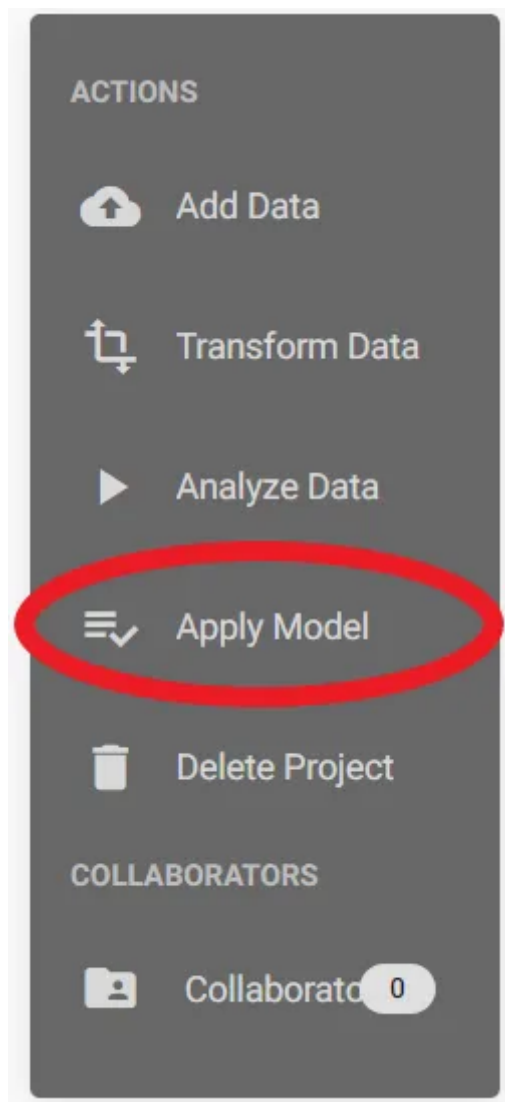 ACTIONS
Add Data
Transform Data
Analyze Data
Apply Model
Delete Project
COLLABORATORS
Collaborato 0